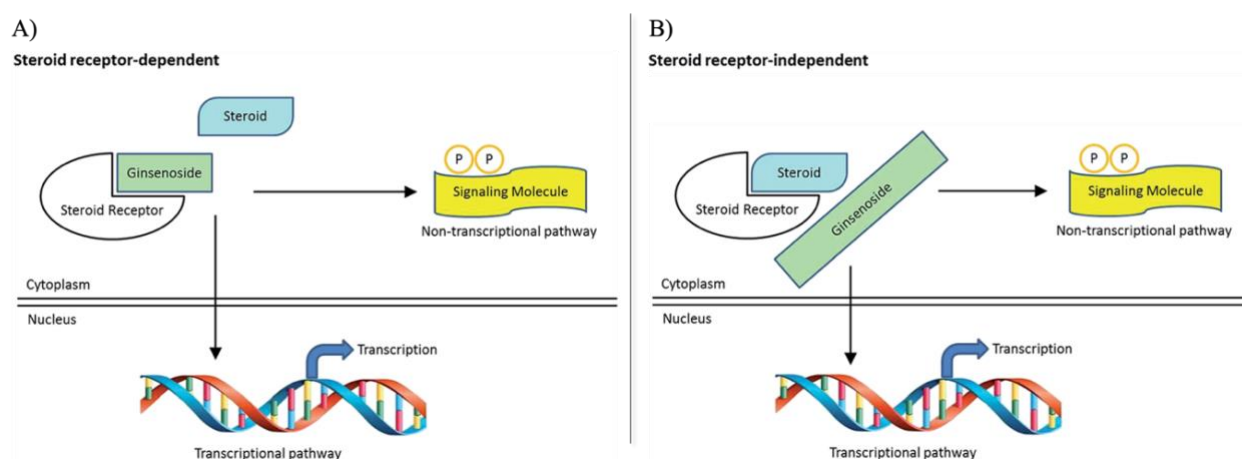 A)
Steroid receptor-dependent
Steroid
Ginsenoside
Steroid Receptor
P P
Signaling Molecule
Non-transcriptional pathway
Cytoplasm
Nucleus
Transcription
Transcriptional pathway
B)
Steroid receptor-independent
Steroid
Steroid Receptor
Ginsenoside
P P
Signaling Molecule
Non-transcriptional pathway
Cytoplasm
Nucleus
Transcription
Transcriptional pathway